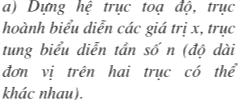 a) Dựng hệ trục toạ độ, trục
hoành biểu diễn các giá trị x, trục
tung biểu diễn tần số n (độ dài
đơn vị trên hai trục có thể
khác nhau).